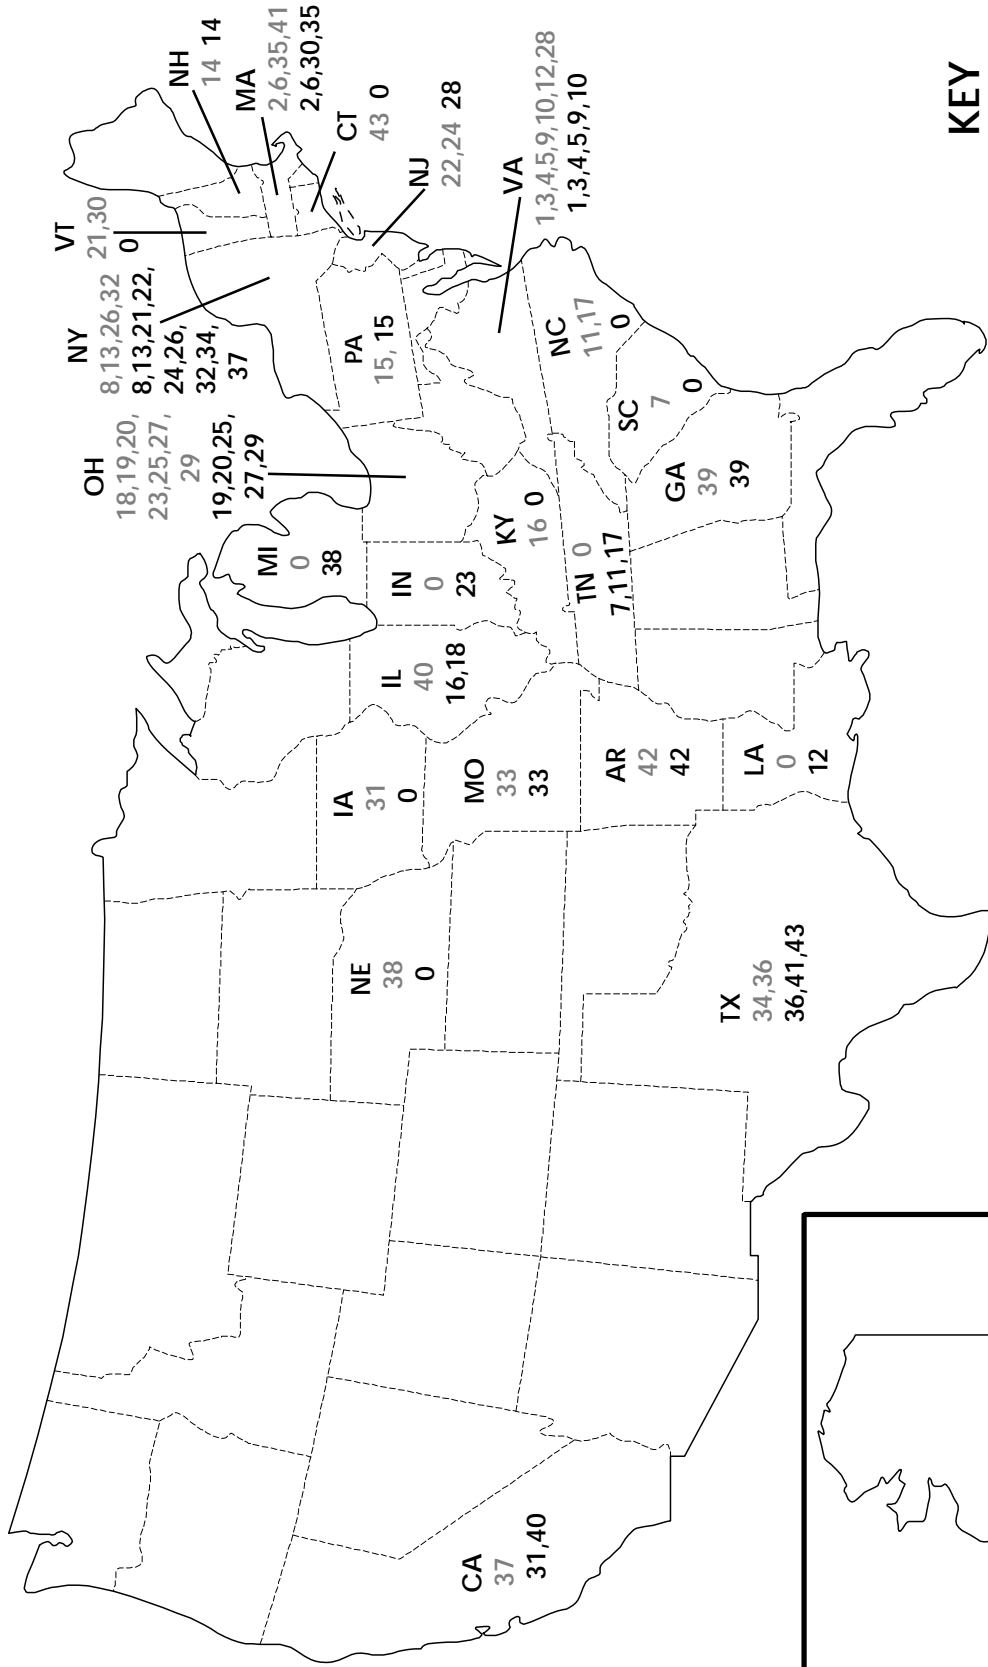 VT
21,30
0
NH
14 14
MA
2,6,35,41
2,6,30,35
CT
43 0
NJ
22,24 28
VA
1,3,4,5,9,10,12,28
1,3,4,5,9,10
NY
8,13,26,32
8,13,21,22,
24,26,
32,34,
37
OH
18,19,20,
23,25,27,
29
19,20,25,
27,29
PA
15, 15
MI
0
38
IN
0
23
IL
40
16,18
KY
16 0
TN 0
7,11,17
NC
11,17
0
SC
7
0
GA
39
39
IA
31
0
MO
33
33
AR
42
42
LA
0
12
NE
38
0
TX
34,36
36,41,43
CA
37
31,40
KEY